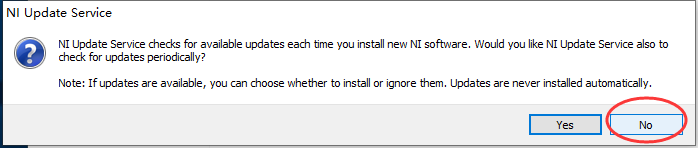 NI Update Service
NI Update Service checks for available updates each time you install new NI software. Would you like NI Update Service also to
check for updates periodically?
Note: If updates are available, you can choose whether to install or ignore them. Updates are never installed automatically.
Yes
No